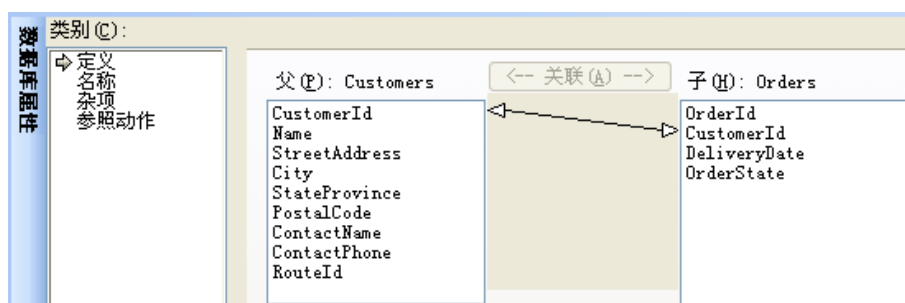 数据库属性
类别(C):
定义
名称
杂项
参照动作
父(P): Customers
CustomerId
Name
StreetAddress
City
StateProvince
PostalCode
ContactName
ContactPhone
RouteId
<-- 关联(A) -->
子(H): Orders
OrderId
CustomerId
DeliveryDate
OrderState